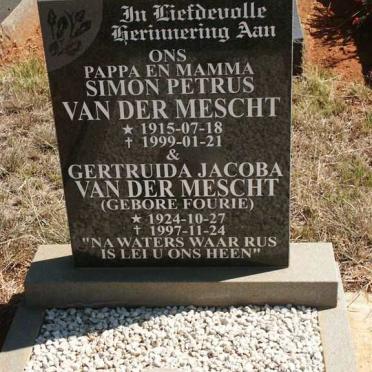 In Liefdevolle
Herinnering Aan
ONS
PAPPA EN MAMMA
SIMON PETRUS
VAN DER MESCHT
★ 1915-07-18
† 1999-01-21
&
GERTRUIDA JACOBA
VAN DER MESCHT
(GEBORE FOURIE)
★ 1924-10-27
† 1997-11-24
"NA WATERS WAAR RUS
IS LEI U ONS HEEN"